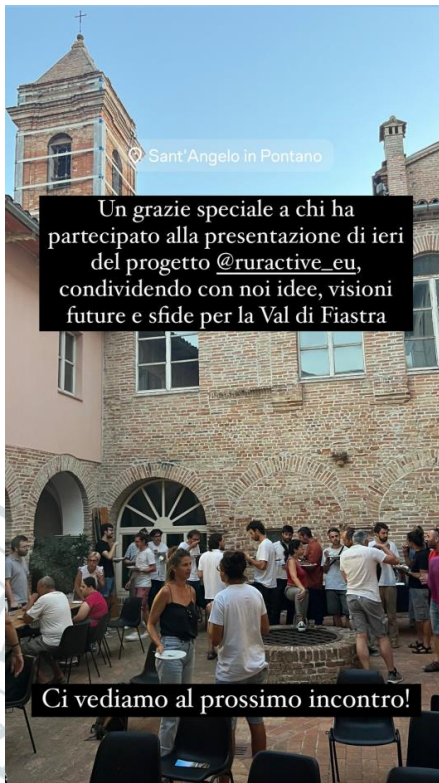 Sant'Angelo in Pontano
Un grazie speciale a chi ha
partecipato alla presentazione di ieri
del progetto @ruractive_eu,
condividendo con noi idee, visioni
future e sfide per la Val di Fiastra
Ci vediamo al prossimo incontro!